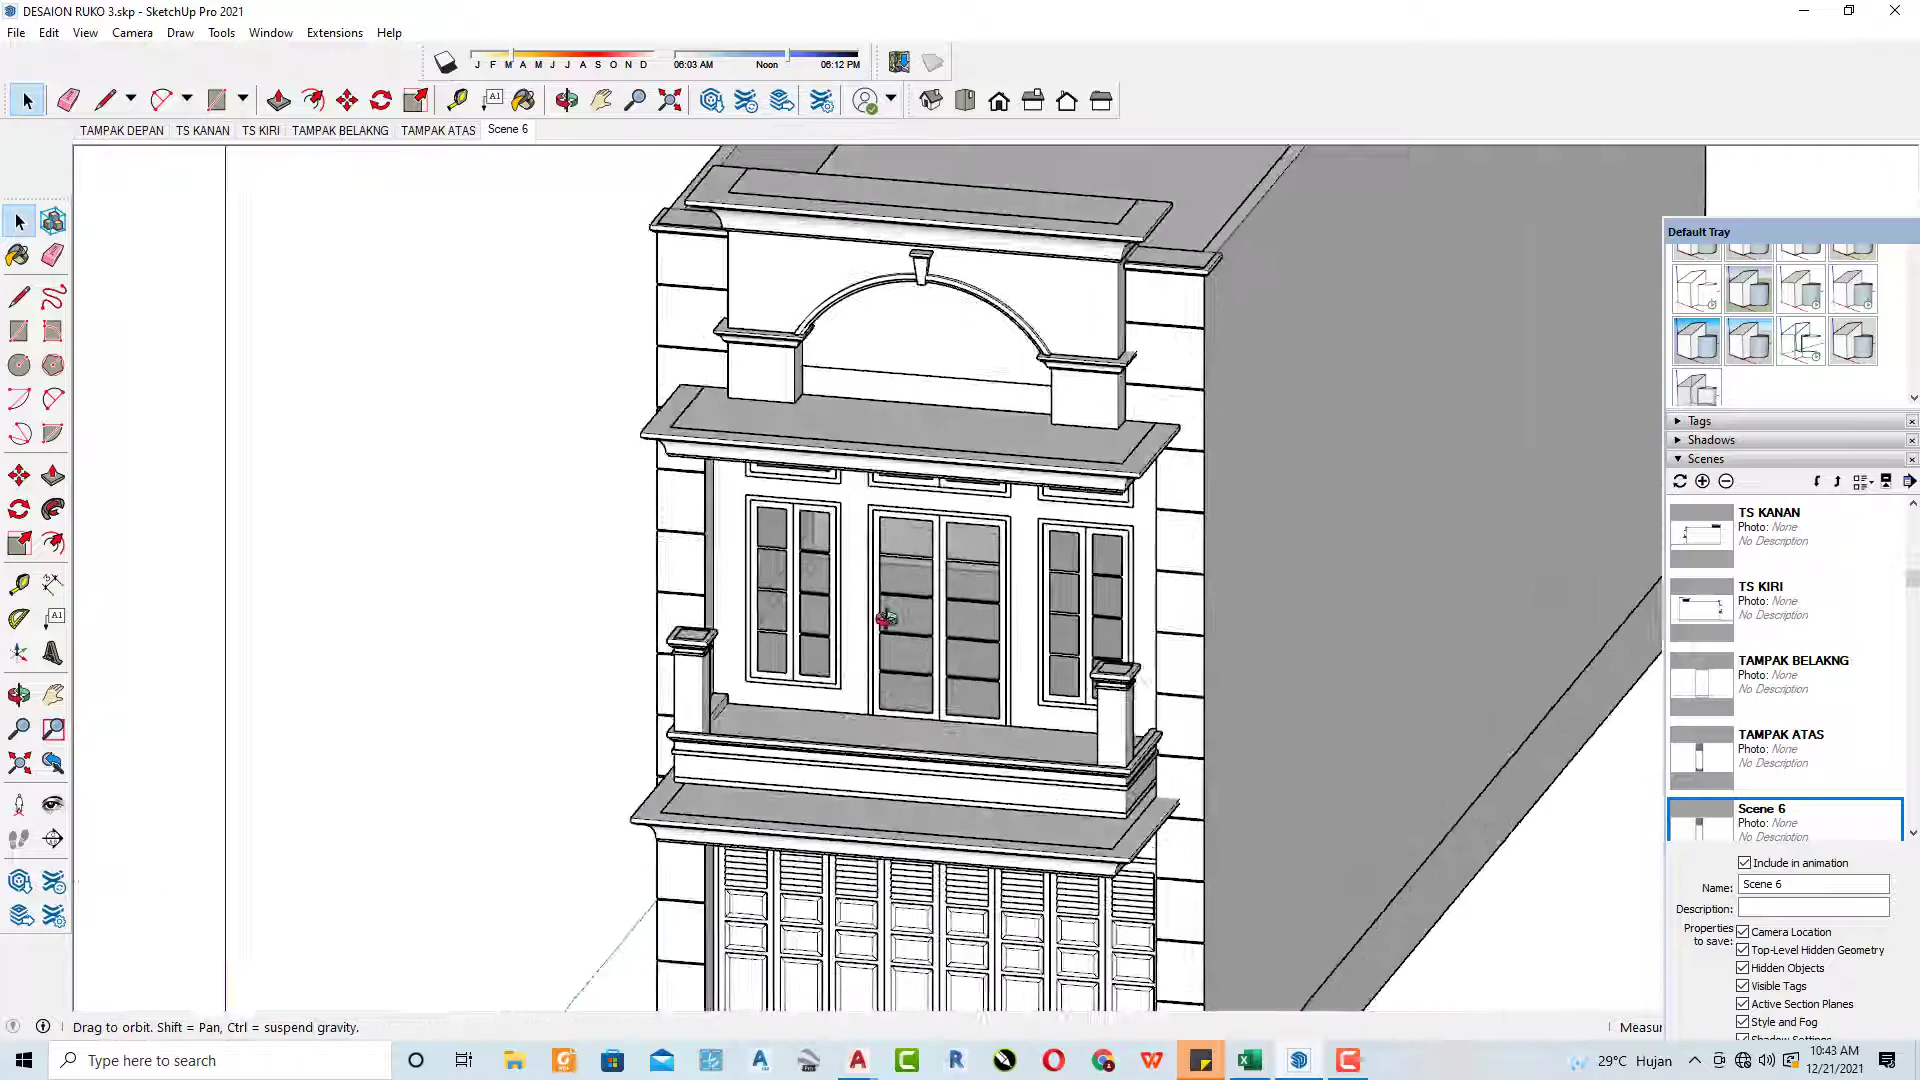 DESAION RUKO 3.skp - SketchUp Pro 2021
File Edit View Camera Draw Tools Window Extensions Help
J F M A M J J A S O N D
06:03 AM Noon 06:12 PM
A1
TAMPAK DEPAN TS KANAN TS KIRI TAMPAK BELAKNG TAMPAK ATAS Scene 6
Default Tray
Tags
Shadows
Scenes
TS KANAN
Photo: None
No Description
TS KIRI
Photo: None
No Description
A1
TAMPAK BELAKNG
Photo: None
No Description
TAMPAK ATAS
Photo: None
No Description
Scene 6
Photo: None
No Description
Include in animation
Name: Scene 6
Description:
Properties to save:
Camera Location
Top-Level Hidden Geometry
Hidden Objects
Visible Tags
Active Section Planes
Style and Fog
Drag to orbit. Shift = Pan, Ctrl = suspend gravity.
Measur
Type here to search
29°C Hujan
10:43 AM
12/21/2021